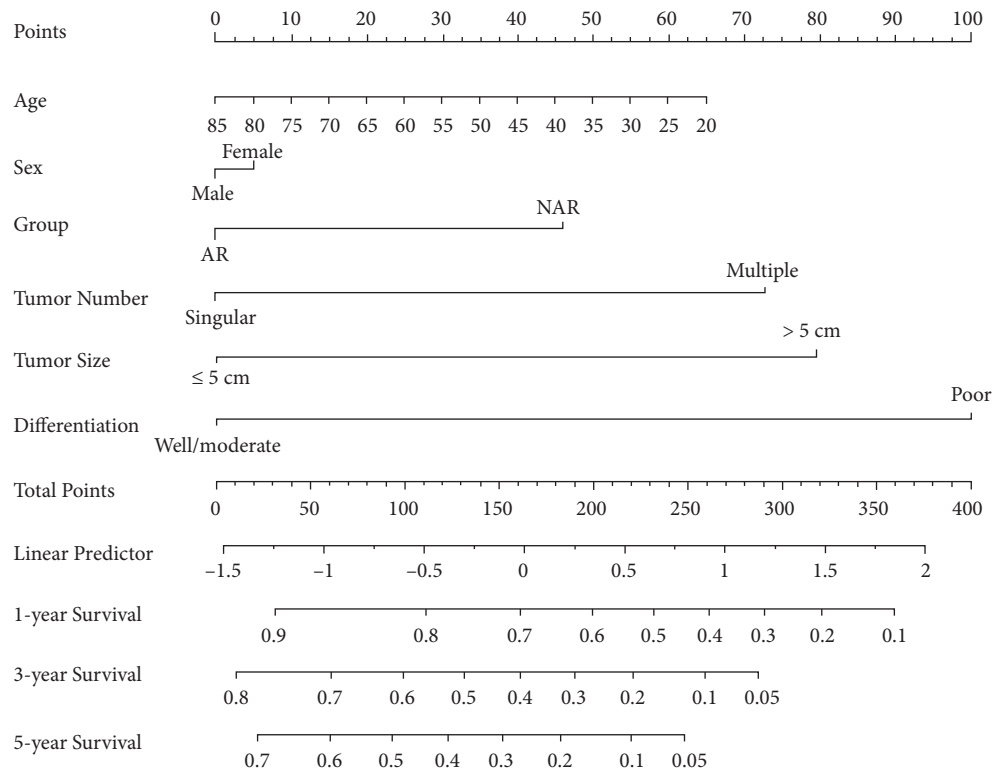 Points 0 10 20 30 40 50 60 70 80 90 100
Age 85 80 75 70 65 60 55 50 45 40 35 30 25 20
Sex Male Female
Group AR NAR
Tumor Number Singular Multiple
Tumor Size ≤ 5 cm > 5 cm
Differentiation Well/moderate Poor
Total Points 0 50 100 150 200 250 300 350 400
Linear Predictor –1.5 –1 –0.5 0 0.5 1 1.5 2
1-year Survival 0.9 0.8 0.7 0.6 0.5 0.4 0.3 0.2 0.1
3-year Survival 0.8 0.7 0.6 0.5 0.4 0.3 0.2 0.1 0.05
5-year Survival 0.7 0.6 0.5 0.4 0.3 0.2 0.1 0.05